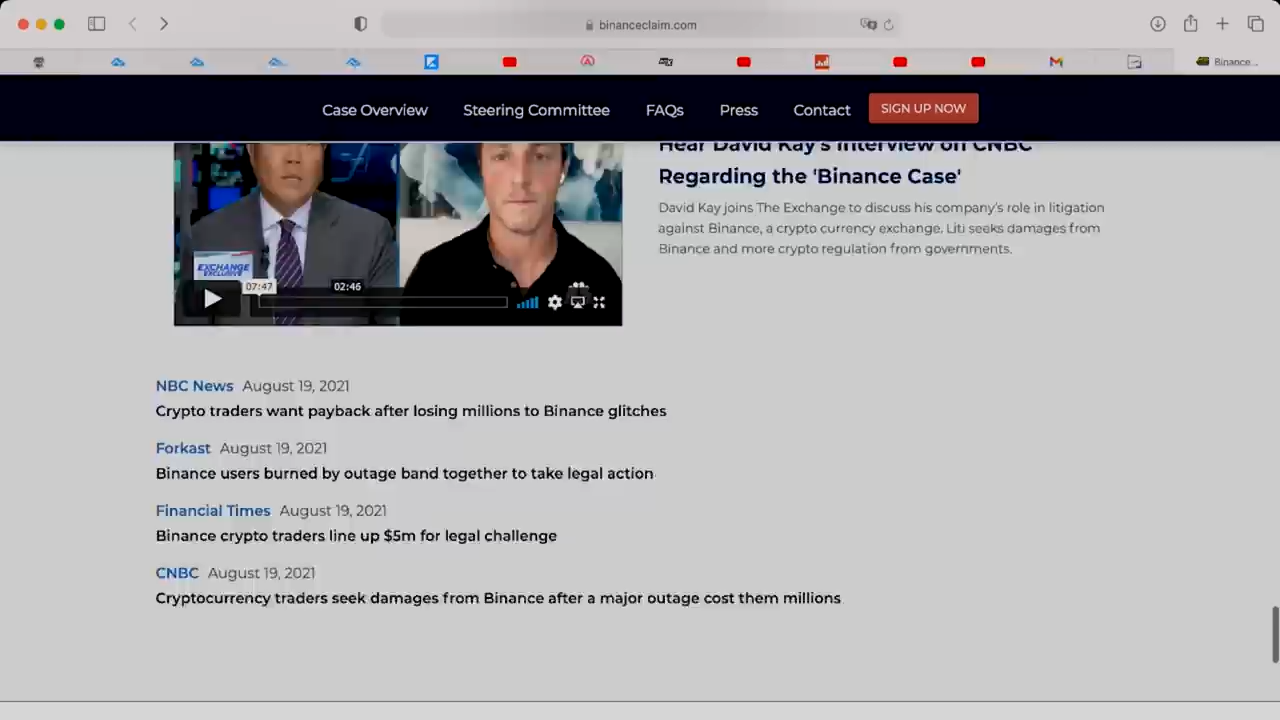 binanceclaim.com
Binance...
Case Overview
Steering Committee
FAQs
Press
Contact
SIGN UP NOW
Hear David Kay's Interview on CNBC
Regarding the 'Binance Case'
David Kay joins The Exchange to discuss his company's role in litigation
against Binance, a crypto currency exchange. Liti seeks damages from
Binance and more crypto regulation from governments.
EXCHANGE
EXCLUSIVE
07:47
02:46
NBC News August 19, 2021
Crypto traders want payback after losing millions to Binance glitches
Forkast August 19, 2021
Binance users burned by outage band together to take legal action
Financial Times August 19, 2021
Binance crypto traders line up $5m for legal challenge
CNBC August 19, 2021
Cryptocurrency traders seek damages from Binance after a major outage cost them millions